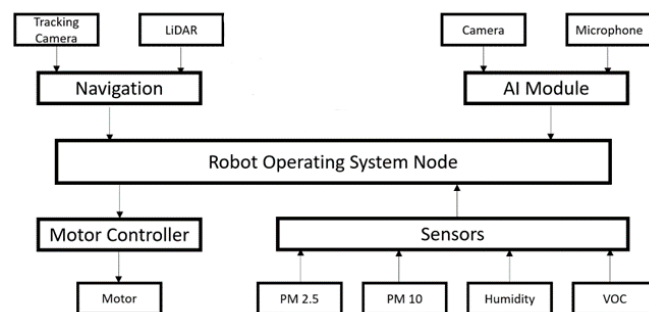 Tracking
Camera
LiDAR
Camera
Microphone
Navigation
AI Module
Robot Operating System Node
Motor Controller
Sensors
Motor
PM 2.5
PM 10
Humidity
VOC